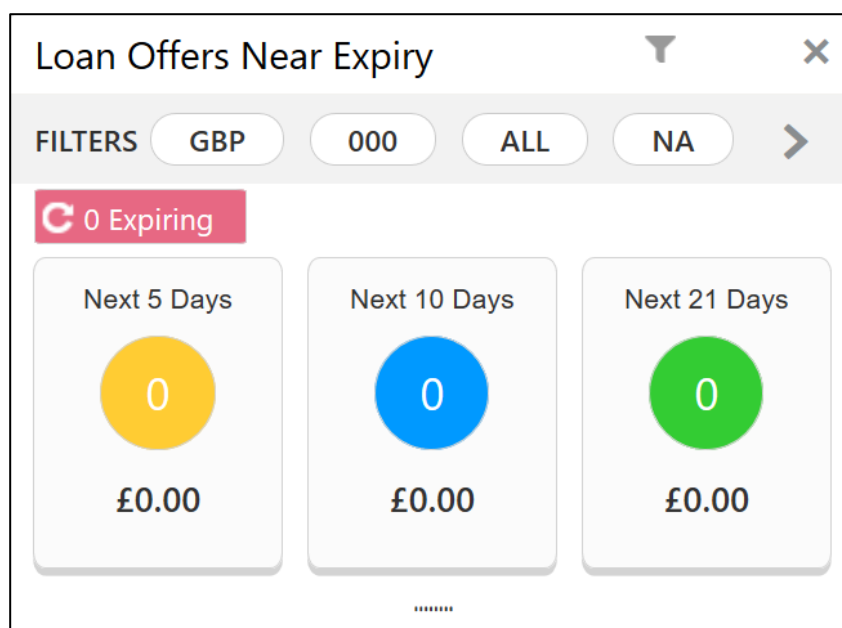 Loan Offers Near Expiry
FILTERS GBP 000 ALL NA
0 Expiring
Next 5 Days Next 10 Days Next 21 Days
0 0 0
£0.00 £0.00 £0.00